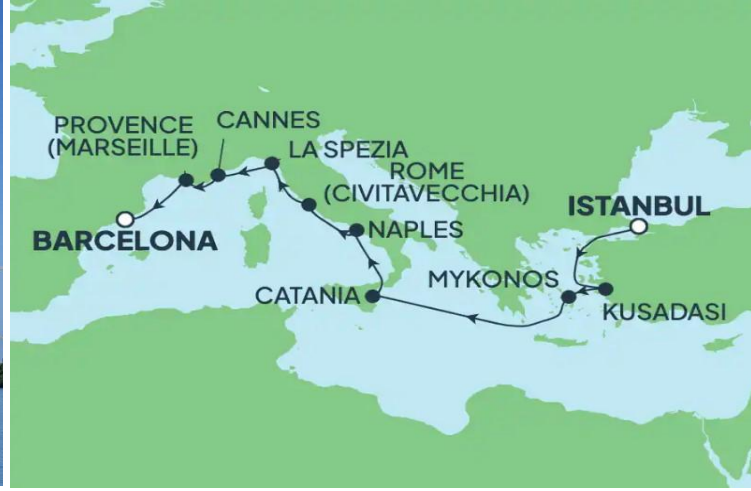 PROVENCE
(MARSEILLE)
CANNES
LA SPEZIA
ROME
(CIVITAVECCHIA)
ISTANBUL
BARCELONA
NAPLES
MYKONOS
CATANIA
KUSADASI